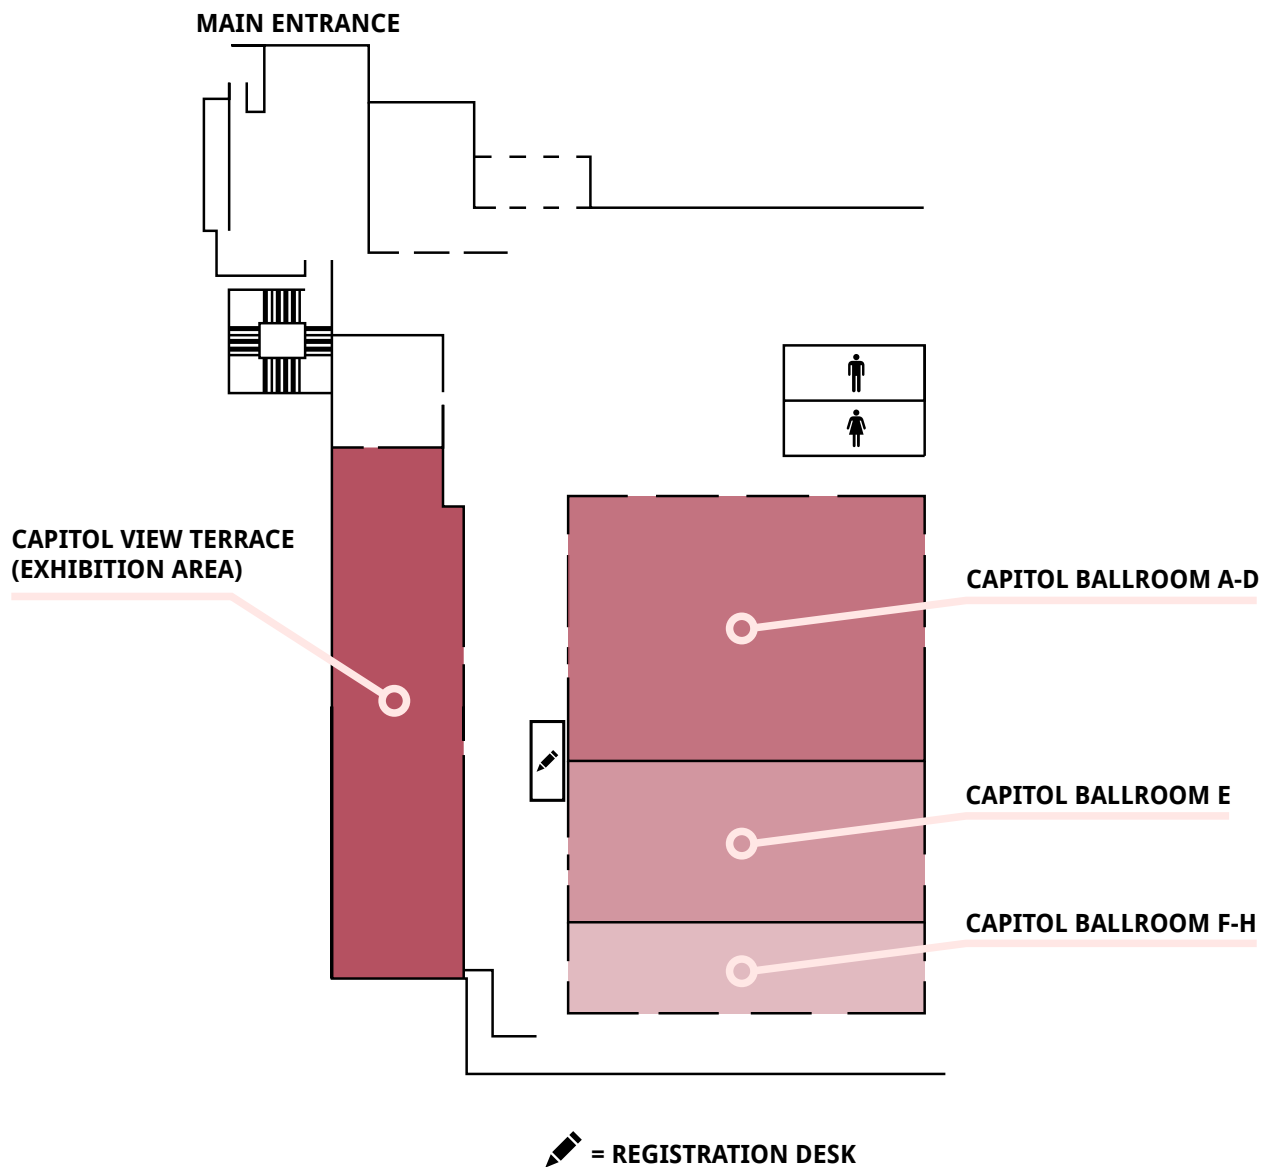 MAIN ENTRANCE
CAPITOL VIEW TERRACE
(EXHIBITION AREA)
CAPITOL BALLROOM A-D
CAPITOL BALLROOM E
CAPITOL BALLROOM F-H
= REGISTRATION DESK